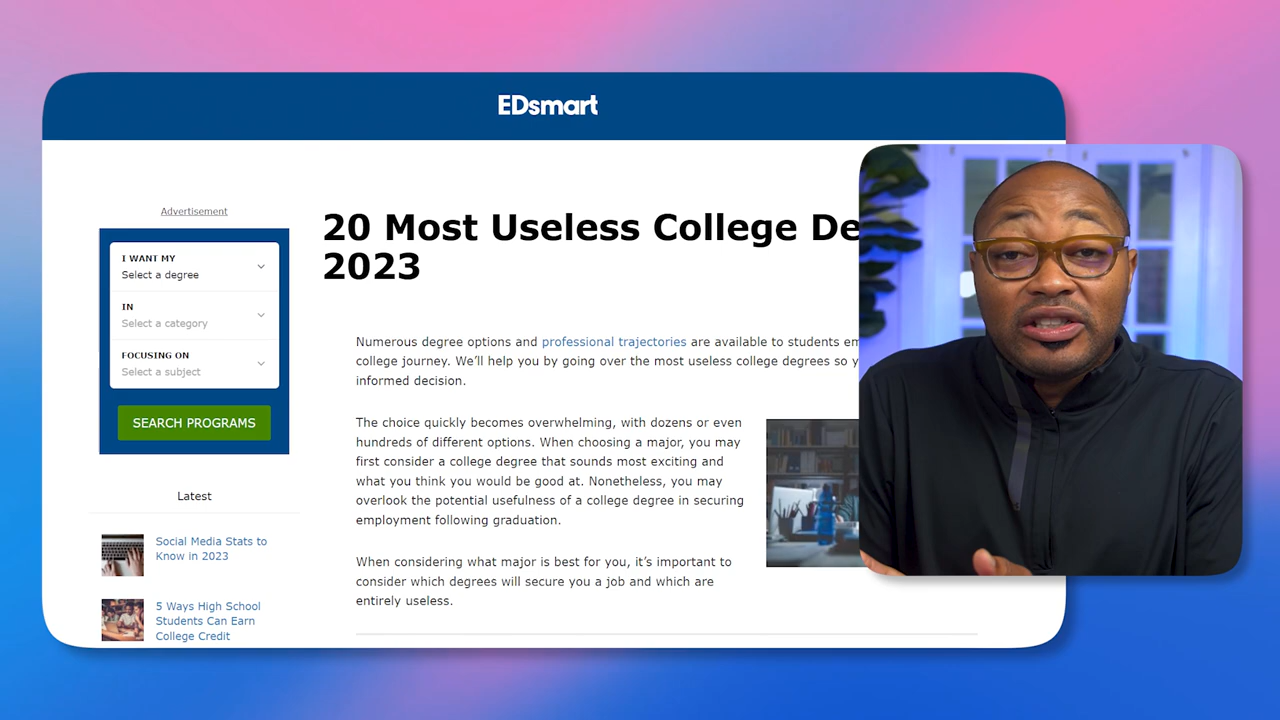 EDsmart
Advertisement
I WANT MY
Select a degree
IN
Select a category
FOCUSING ON
Select a subject
SEARCH PROGRAMS
Latest
Social Media Stats to
Know in 2023
5 Ways High School
Students Can Earn
College Credit
20 Most Useless College De
2023
Numerous degree options and professional trajectories are available to students em
college journey. We’ll help you by going over the most useless college degrees so y
informed decision.
The choice quickly becomes overwhelming, with dozens or even
hundreds of different options. When choosing a major, you may
first consider a college degree that sounds most exciting and
what you think you would be good at. Nonetheless, you may
overlook the potential usefulness of a college degree in securing
employment following graduation.
When considering what major is best for you, it’s important to
consider which degrees will secure you a job and which are
entirely useless.